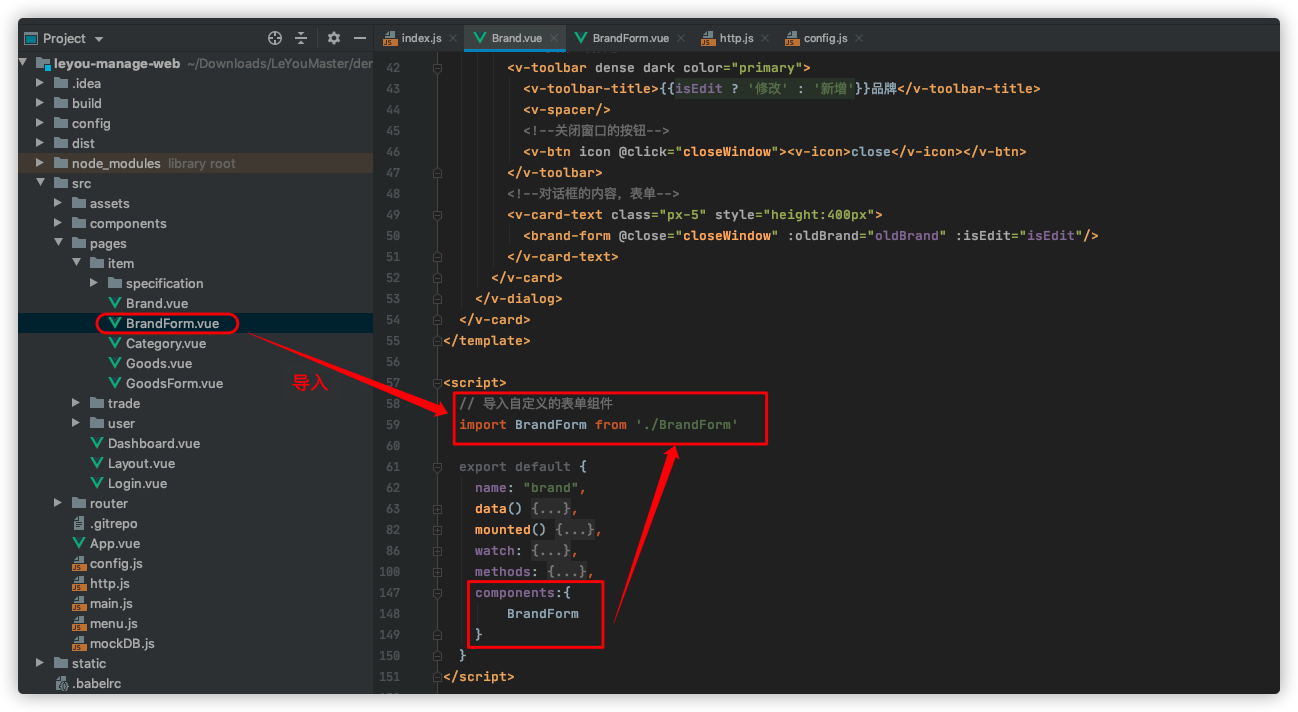 Project
index.js
Brand.vue
BrandForm.vue
http.js
config.js
leyou-manage-web ~/Downloads/LeYouMaster/der
.idea
build
config
dist
node_modules library root
src
assets
components
pages
item
specification
Brand.vue
BrandForm.vue
Category.vue
Goods.vue
GoodsForm.vue
trade
user
Dashboard.vue
Layout.vue
Login.vue
router
.gitrepo
App.vue
config.js
http.js
main.js
menu.js
mockDB.js
static
.babelrc
导入
42 <v-toolbar dense dark color="primary">
43 <v-toolbar-title>{{isEdit ? '修改' : '新增'}}品牌</v-toolbar-title>
44 <v-spacer/>
45 <!--关闭窗口的按钮-->
46 <v-btn icon @click="closeWindow"><v-icon>close</v-icon></v-btn>
47 </v-toolbar>
48 <!--对话框的内容，表单-->
49 <v-card-text class="px-5" style="height:400px">
50 <brand-form @close="closeWindow" :oldBrand="oldBrand" :isEdit="isEdit"/>
51 </v-card-text>
52 </v-card>
53 </v-dialog>
54 </v-card>
55 </template>
56
57 <script>
58 // 导入自定义的表单组件
59 import BrandForm from './BrandForm'
60
61 export default {
62 name: "brand",
63 data() {...},
82 mounted() {...},
86 watch: {...},
100 methods: {...},
147 components:{
148 BrandForm
149 }
150 }
151 </script>